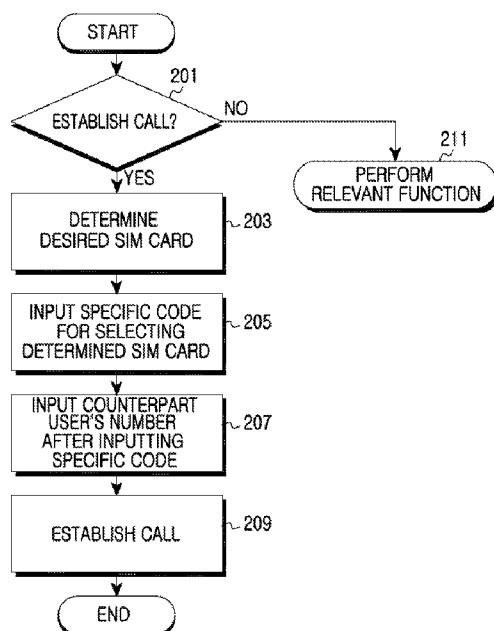 START
201
ESTABLISH CALL?
NO
YES
211
PERFORM
RELEVANT FUNCTION
DETERMINE
DESIRED SIM CARD
203
INPUT SPECIFIC CODE
FOR SELECTING
DETERMINED SIM CARD
205
INPUT COUNTERPART
USER'S NUMBER
AFTER INPUTTING
SPECIFIC CODE
207
ESTABLISH CALL
209
END